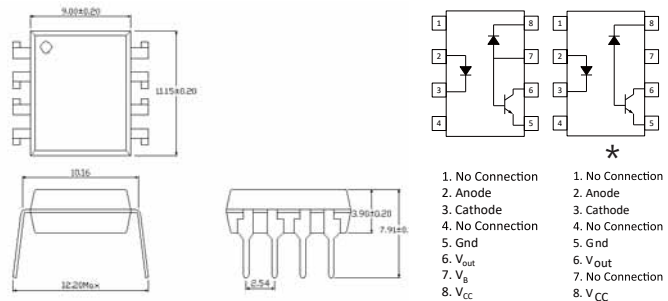 9.00±0.20
11.15±0.20
10.16
12.20Max
3.90±0.20
7.91±0.
2.54
1 8
2 7
3 6
4 5
1 8
2 7
3 6
4 5
*
1. No Connection
2. Anode
3. Cathode
4. No Connection
5. Gnd
6. Vout
7. VB
8. VCC
1. No Connection
2. Anode
3. Cathode
4. No Connection
5. Gnd
6. Vout
7. No Connection
8. VCC